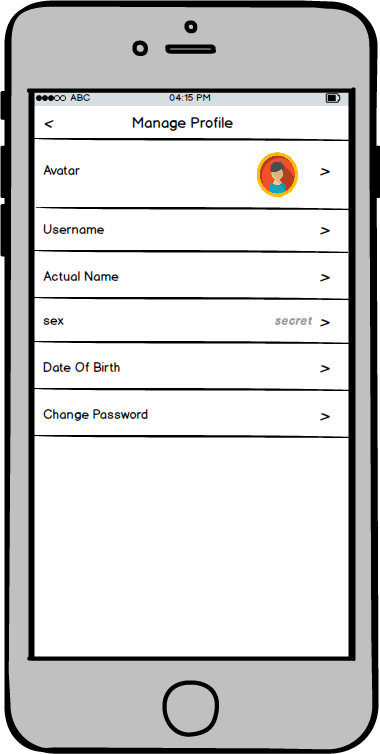 ABC 04:15 PM
< Manage Profile
Avatar >
Username >
Actual Name >
sex secret >
Date Of Birth >
Change Password >